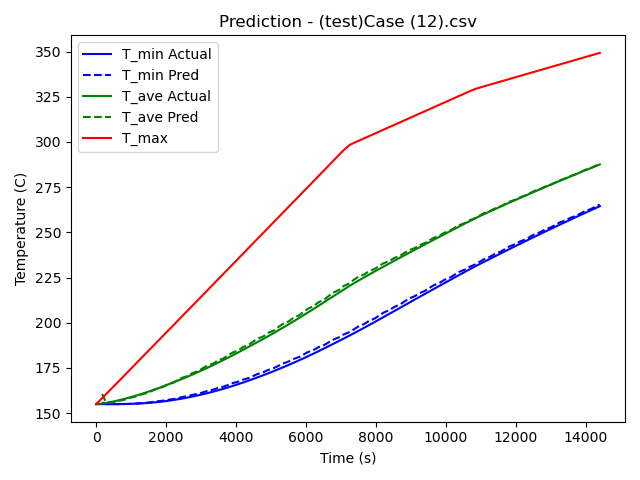 Prediction - (test)Case (12).csv
T_min Actual
T_min Pred
T_ave Actual
T_ave Pred
T_max
Temperature (C)
350
325
300
275
250
225
200
175
150
0 2000 4000 6000 8000 10000 12000 14000
Time (s)